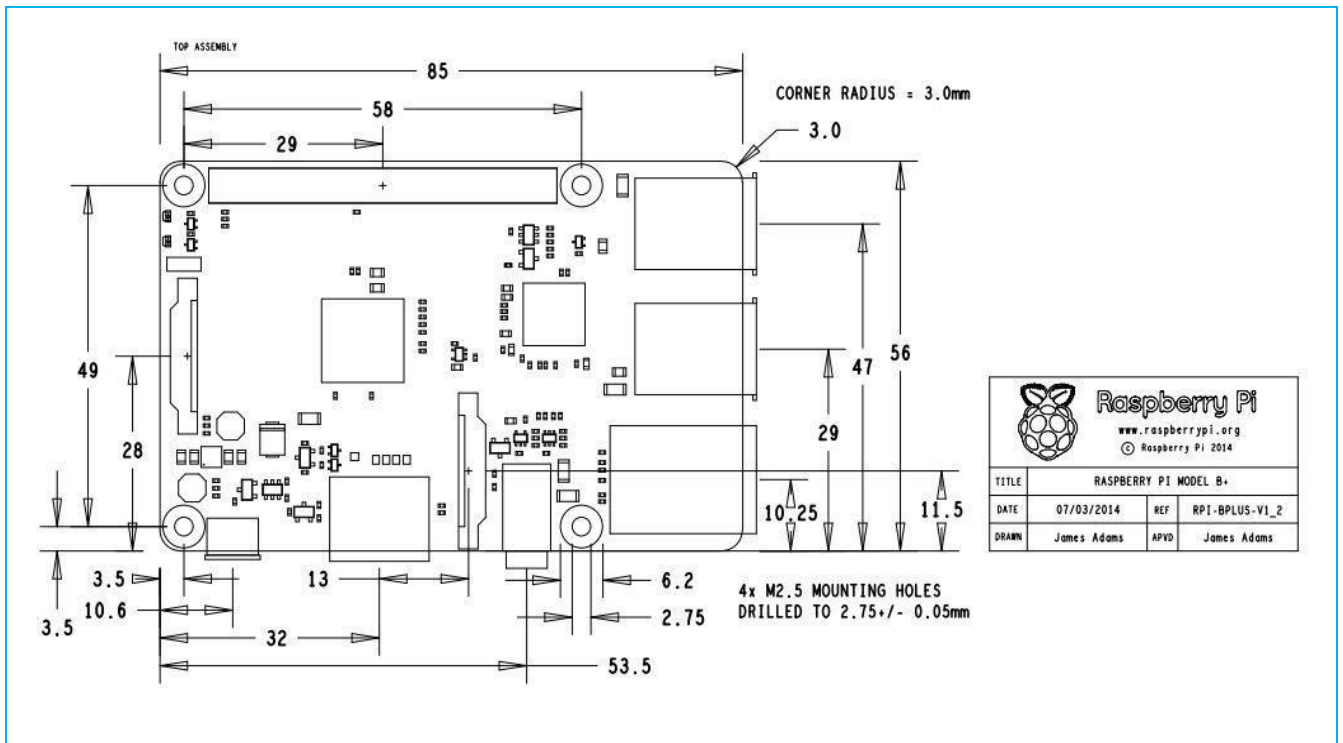 TOP ASSEMBLY
85
CORNER RADIUS = 3.0mm
58
3.0
29
49
47
56
28
29
10.25
11.5
3.5
13
6.2
10.6
2.75
3.5
32
53.5
4x M2.5 MOUNTING HOLES
DRILLED TO 2.75+/- 0.05mm
Raspberry Pi
www.raspberrypi.org
© Raspberry Pi 2014
TITLE RASPBERRY PI MODEL B+
DATE 07/03/2014 REF RPI-BPLUS-V1_2
DRAWN James Adams APVD James Adams